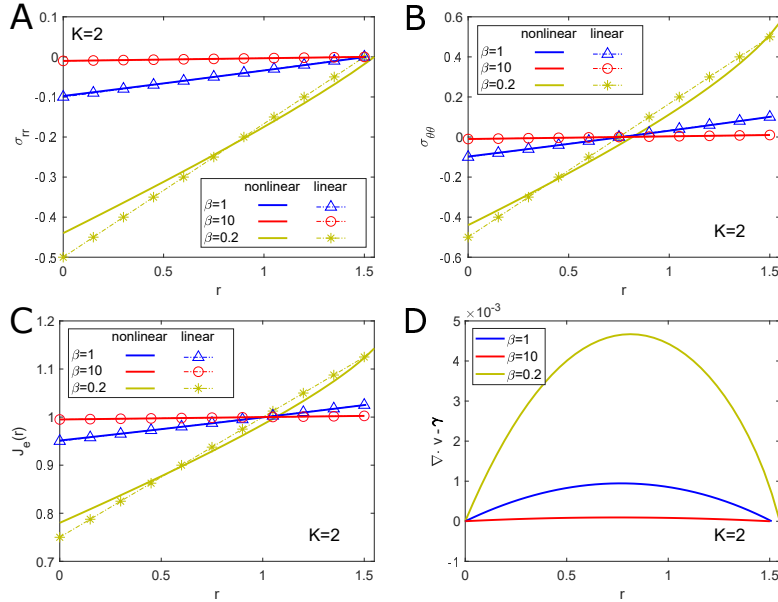 A
K=2
0.1
0
-0.1
-0.2
-0.3
-0.4
-0.5
σrr
nonlinear linear
β=1
β=10
β=0.2
0 0.5 1 1.5
r
B
0.6
0.4
0.2
0
-0.2
-0.4
-0.6
σθθ
nonlinear linear
β=1
β=10
β=0.2
K=2
0 0.5 1 1.5
r
C
1.2
1.1
1
0.9
0.8
0.7
Je(r)
nonlinear linear
β=1
β=10
β=0.2
K=2
0 0.5 1 1.5
r
D
×10⁻³
5
4
3
2
1
0
-1
∇· v - γ
β=1
β=10
β=0.2
K=2
0 0.5 1 1.5
r